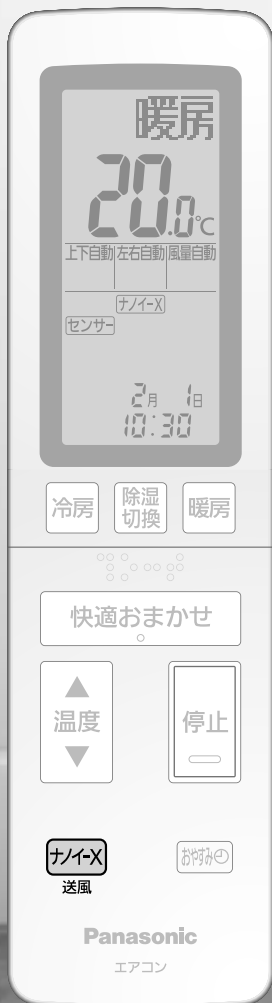 暖房
20.0℃
上下自動 左右自動 風量自動
ナノイーX
センサー
2月 1日
10:30
冷房 除湿切換 暖房
快適おまかせ
温度 停止
ナノイーX おやすみ
送風
Panasonic
エアコン